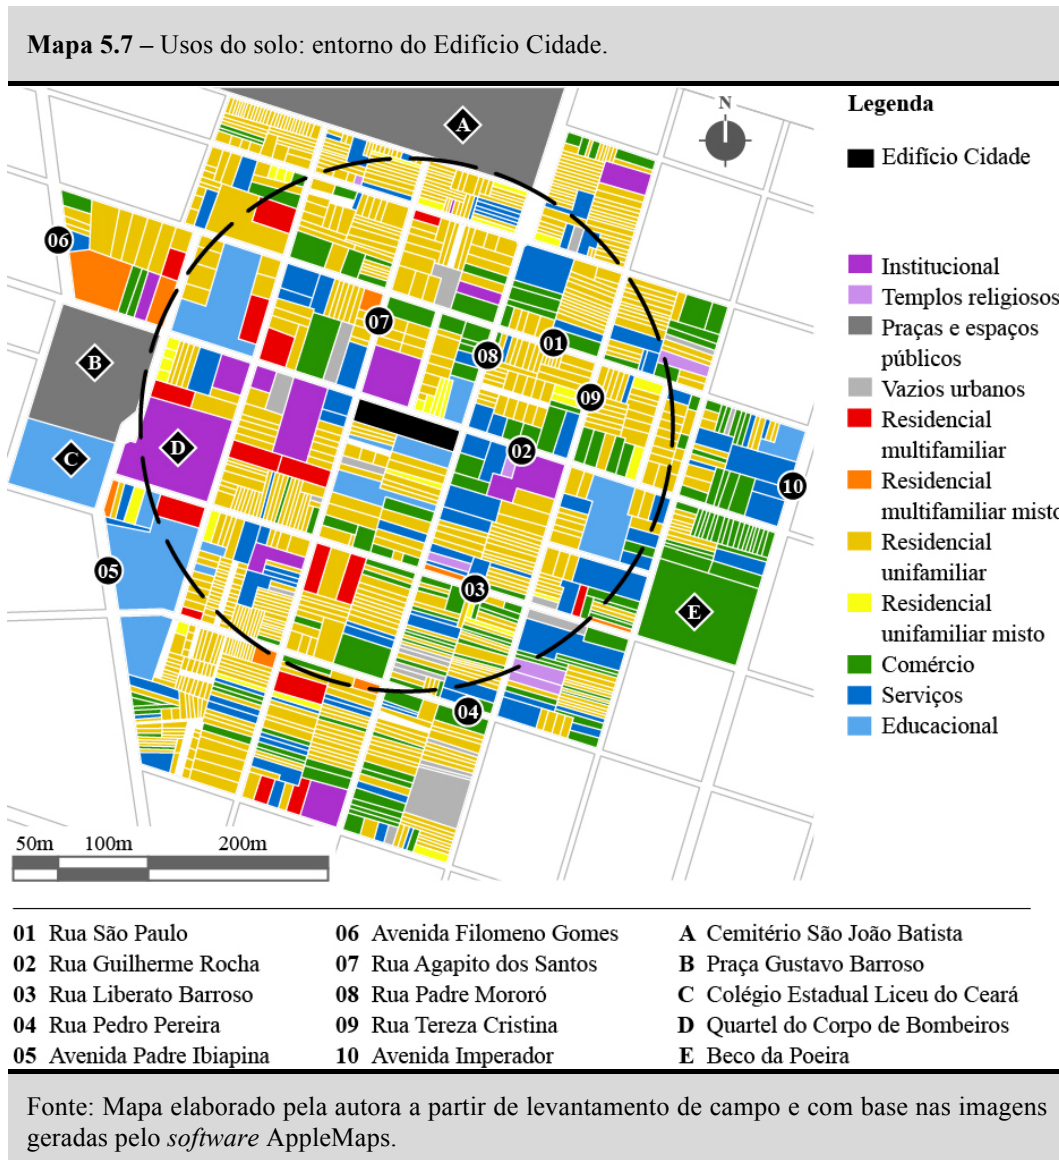 Mapa 5.7 – Usos do solo: entorno do Edifício Cidade.
A
N
Legenda
Edifício Cidade
Institucional
Templos religiosos
Praças e espaços
públicos
Vazios urbanos
Residencial
multifamiliar
Residencial
multifamiliar misto
Residencial
unifamiliar
Residencial
unifamiliar misto
Comércio
Serviços
Educacional
06
07
08
01
B
09
D
02
C
10
05
03
E
04
50m 100m 200m
01 Rua São Paulo
02 Rua Guilherme Rocha
03 Rua Liberato Barroso
04 Rua Pedro Pereira
05 Avenida Padre Ibiapina
06 Avenida Filomeno Gomes
07 Rua Agapito dos Santos
08 Rua Padre Mororó
09 Rua Tereza Cristina
10 Avenida Imperador
A Cemitério São João Batista
B Praça Gustavo Barroso
C Colégio Estadual Liceu do Ceará
D Quartel do Corpo de Bombeiros
E Beco da Poeira
Fonte: Mapa elaborado pela autora a partir de levantamento de campo e com base nas imagens
geradas pelo software AppleMaps.